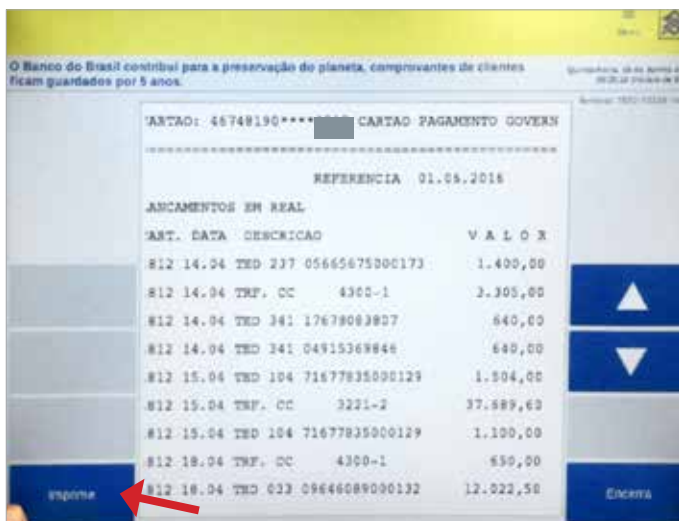 O Banco do Brasil contribui para a preservação do planeta, comprovantes de clientes
ficam guardados por 5 anos.
ARTAO: 46748190**** CARTAO PAGAMENTO GOVERN
REFERENCIA 01.06.2016
ANCAMENTOS EM REAL
ART. DATA DESCRICAO VALOR
812 14.04 TED 237 05665675000173 1.400,00
812 14.04 TRF. CC 4300-1 3.305,00
812 14.04 TED 341 17678083807 640,00
812 14.04 TED 341 04915369846 640,00
812 15.04 TED 104 71677835000129 1.504,00
812 15.04 TRF. CC 3221-2 37.689,60
812 15.04 TED 104 71677835000129 1.100,00
812 18.04 TRF. CC 4300-1 650,00
812 18.04 TED 033 09646089000132 12.022,50
Imprime
Encerra